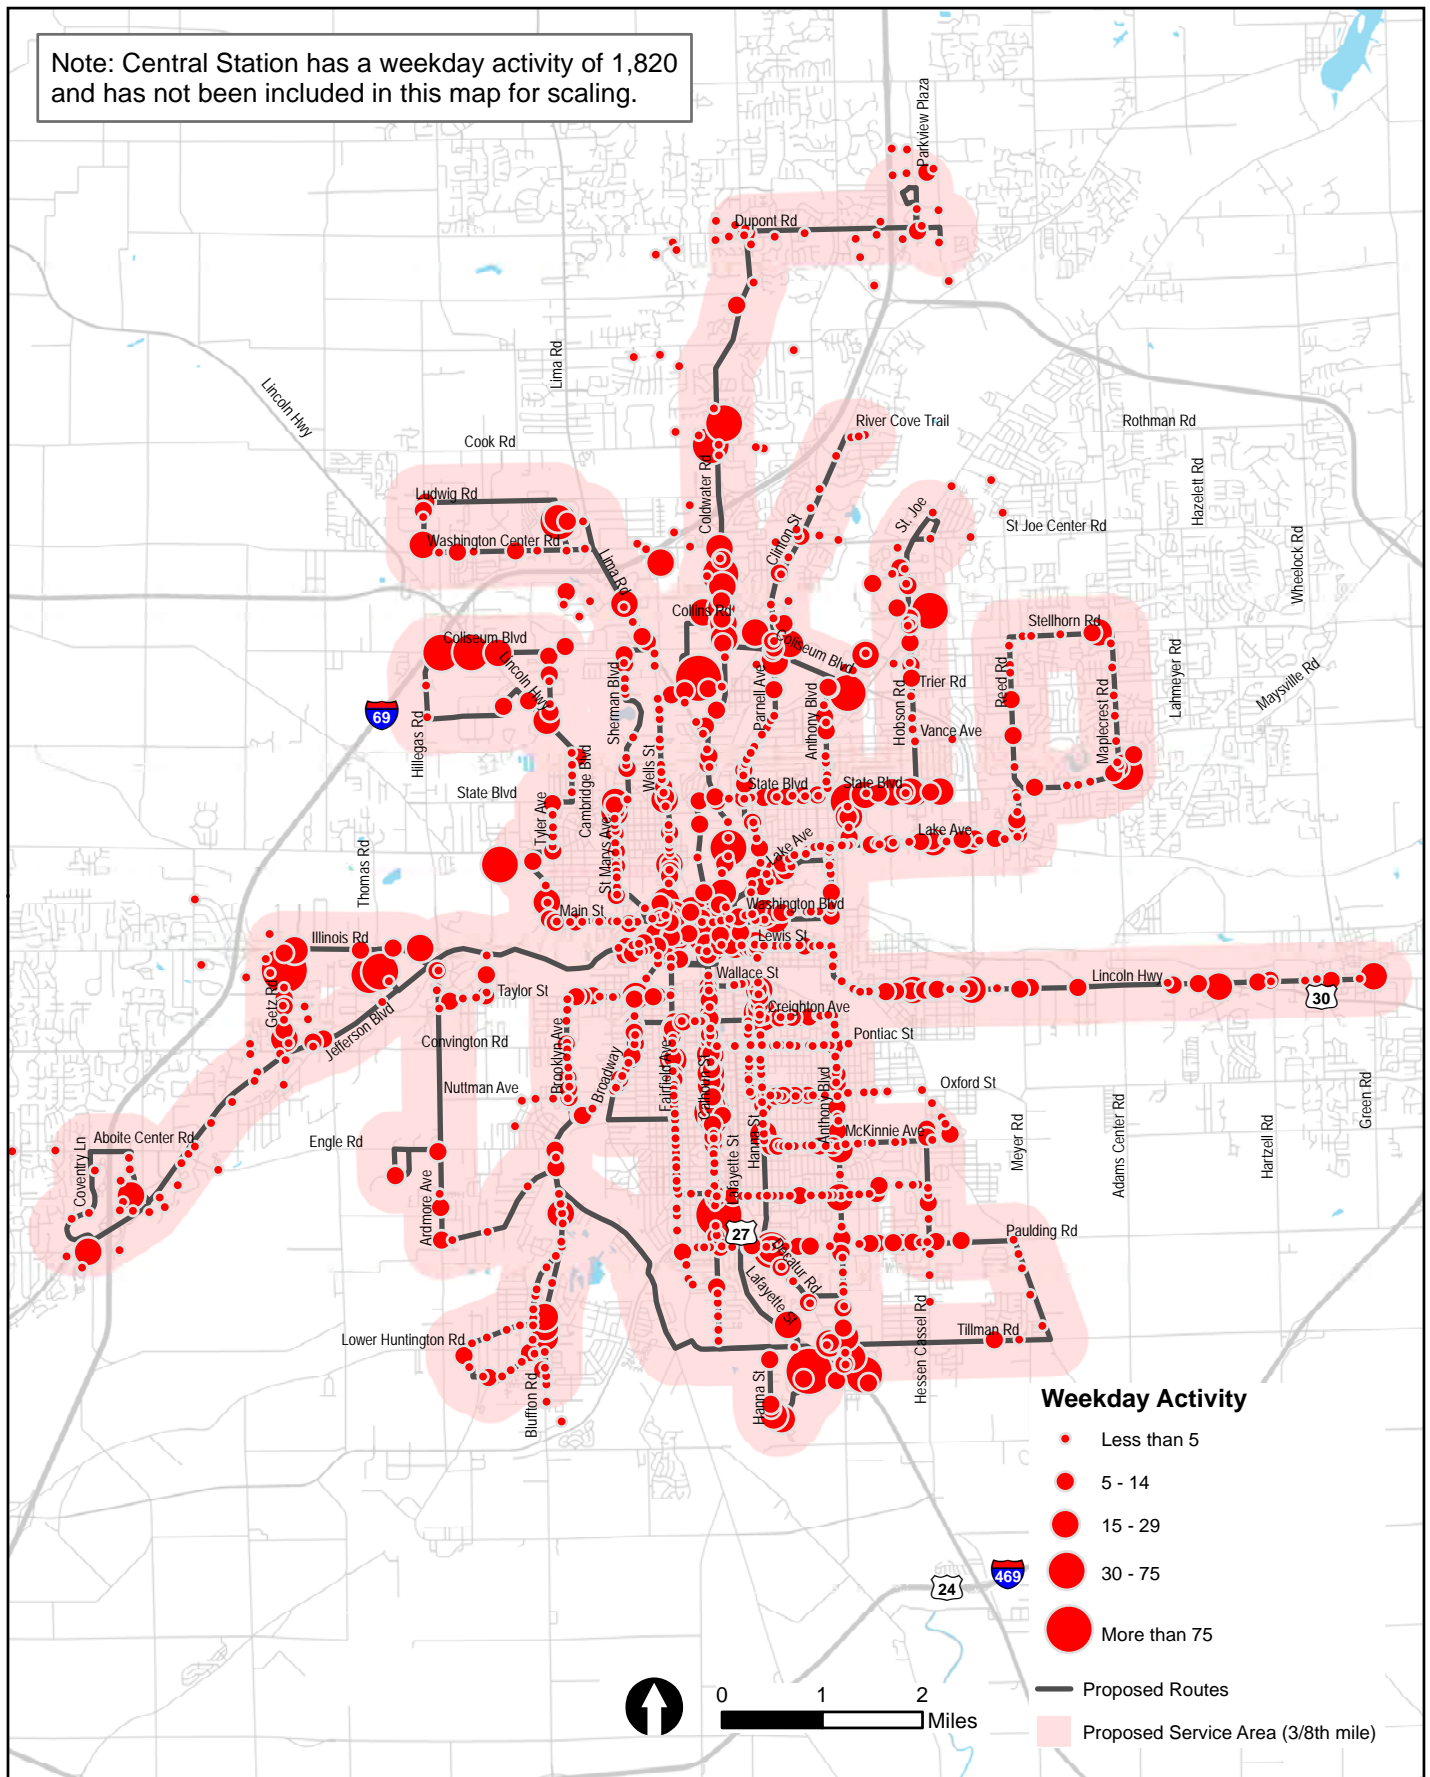 Note: Central Station has a weekday activity of 1,820
and has not been included in this map for scaling.
Parkview Plaza
Dupont Rd
Lima Rd
Lincoln Hwy
Cook Rd
River Cove Trail
Rothman Rd
Coldwater Rd
Hazelett Rd
Ludwig Rd
Clinton St
St. Joe
St Joe Center Rd
Washington Center Rd
Lima Rd
Wheelock Rd
Collins Rd
Stellhorn Rd
Coliseum Blvd
Coliseum Blvd
Lincoln Hwy
Sherman Blvd
Parnell Ave
Anthony Blvd
Hobson Rd
Trier Rd
Reed Rd
Maplecrest Rd
Lahmeyer Rd
Maysville Rd
69
Hillegas Rd
Vance Ave
Cambridge Blvd
Wells St
State Blvd
State Blvd
State Blvd
Tyler Ave
St Marys Ave
Lake Ave
Lake Ave
Thomas Rd
Main St
Washington Blvd
Illinois Rd
Lewis St
Wallace St
Lincoln Hwy
30
Getz Rd
Taylor St
Creighton Ave
Jefferson Blvd
Convington Rd
Brooklyn Ave
Broadway
Fairfield Ave
Calhoun St
Pontiac St
Nuttman Ave
Anthony Blvd
Oxford St
Green Rd
Aboite Center Rd
Engle Rd
Hanna St
McKinnie Ave
Meyer Rd
Adams Center Rd
Hartzell Rd
Coventry Ln
Ardmore Ave
Lafayette St
27
Decatur Rd
Paulding Rd
Lafayette St
Lower Huntington Rd
Hessen Cassel Rd
Tillman Rd
Bluffton Rd
Hanna St
Weekday Activity
Less than 5
5 - 14
15 - 29
30 - 75
More than 75
Proposed Routes
Proposed Service Area (3/8th mile)
469
24
0 1 2
Miles